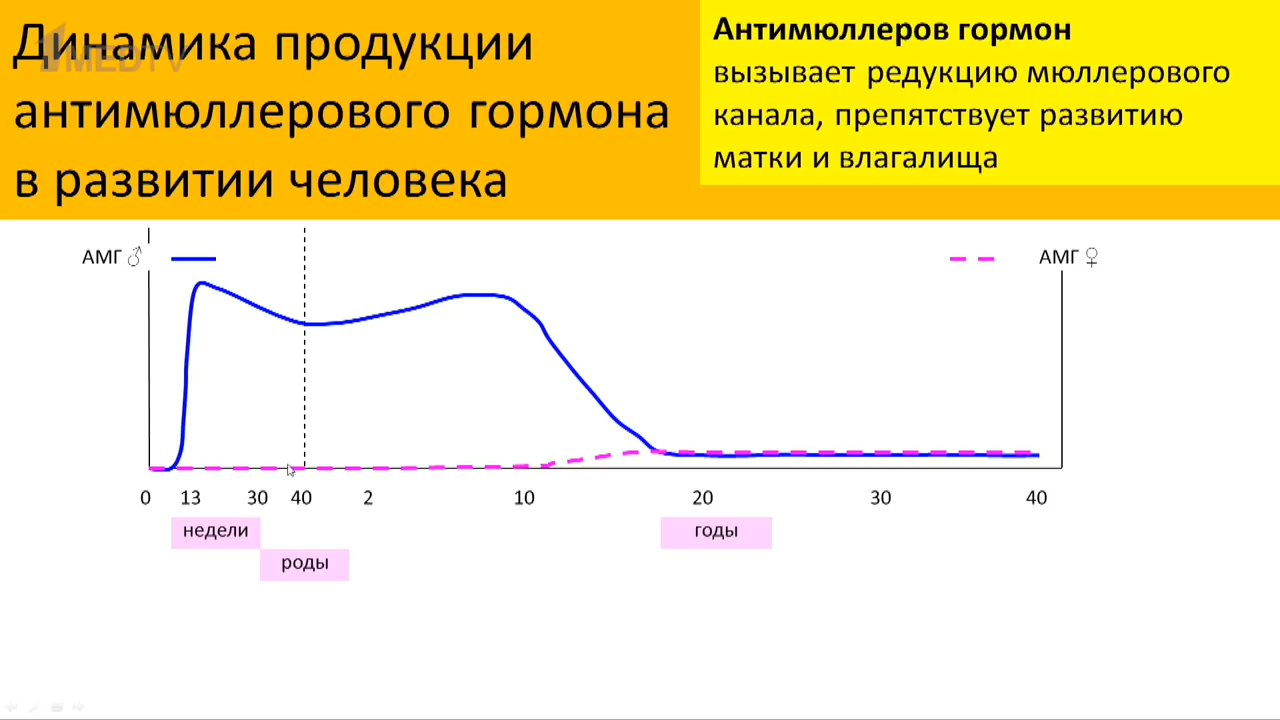 Динамика продукции
антимюллерового гормона
в развитии человека
1MEDTV
Антимюллеров гормон
вызывает редукцию мюллерового
канала, препятствует развитию
матки и влагалища
АМГ ♂
АМГ ♀
0 13 30 40 2 10 20 30 40
недели
годы
роды